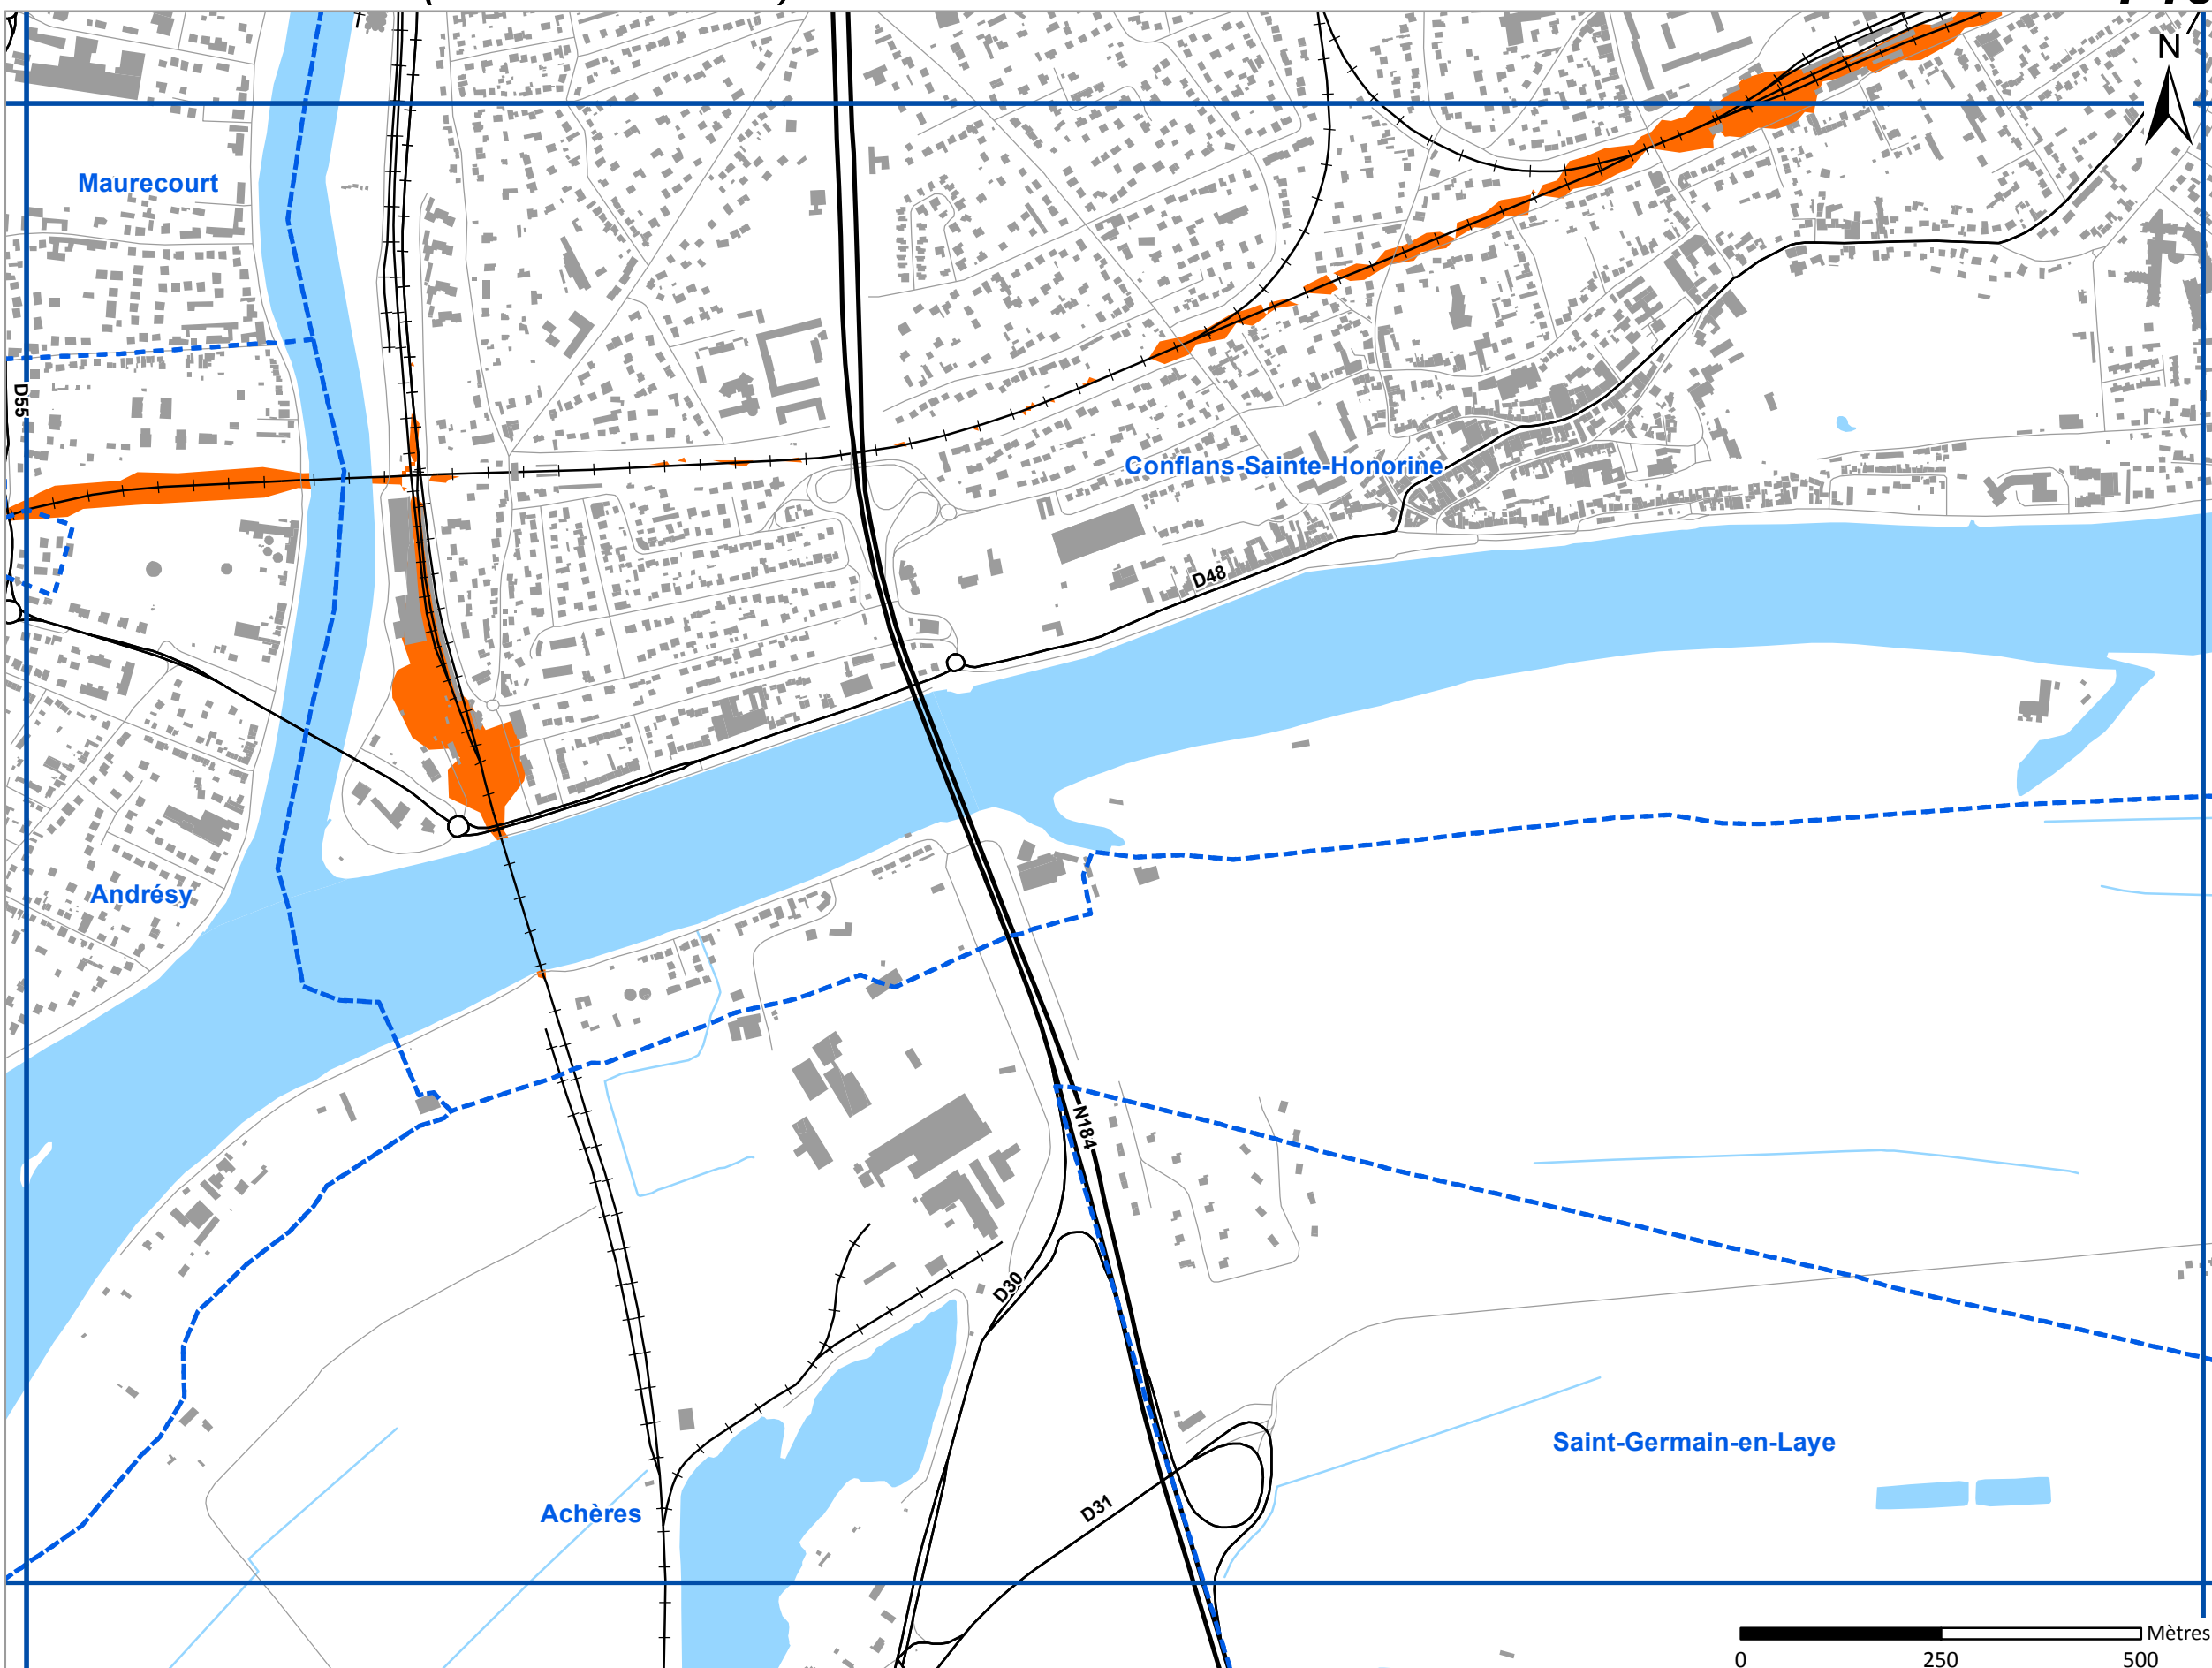 N
Maurecourt
D55
Conflans-Sainte-Honorine
D48
Andrésy
N184
D30
Saint-Germain-en-Laye
D31
Achères
Mètres
0 250 500